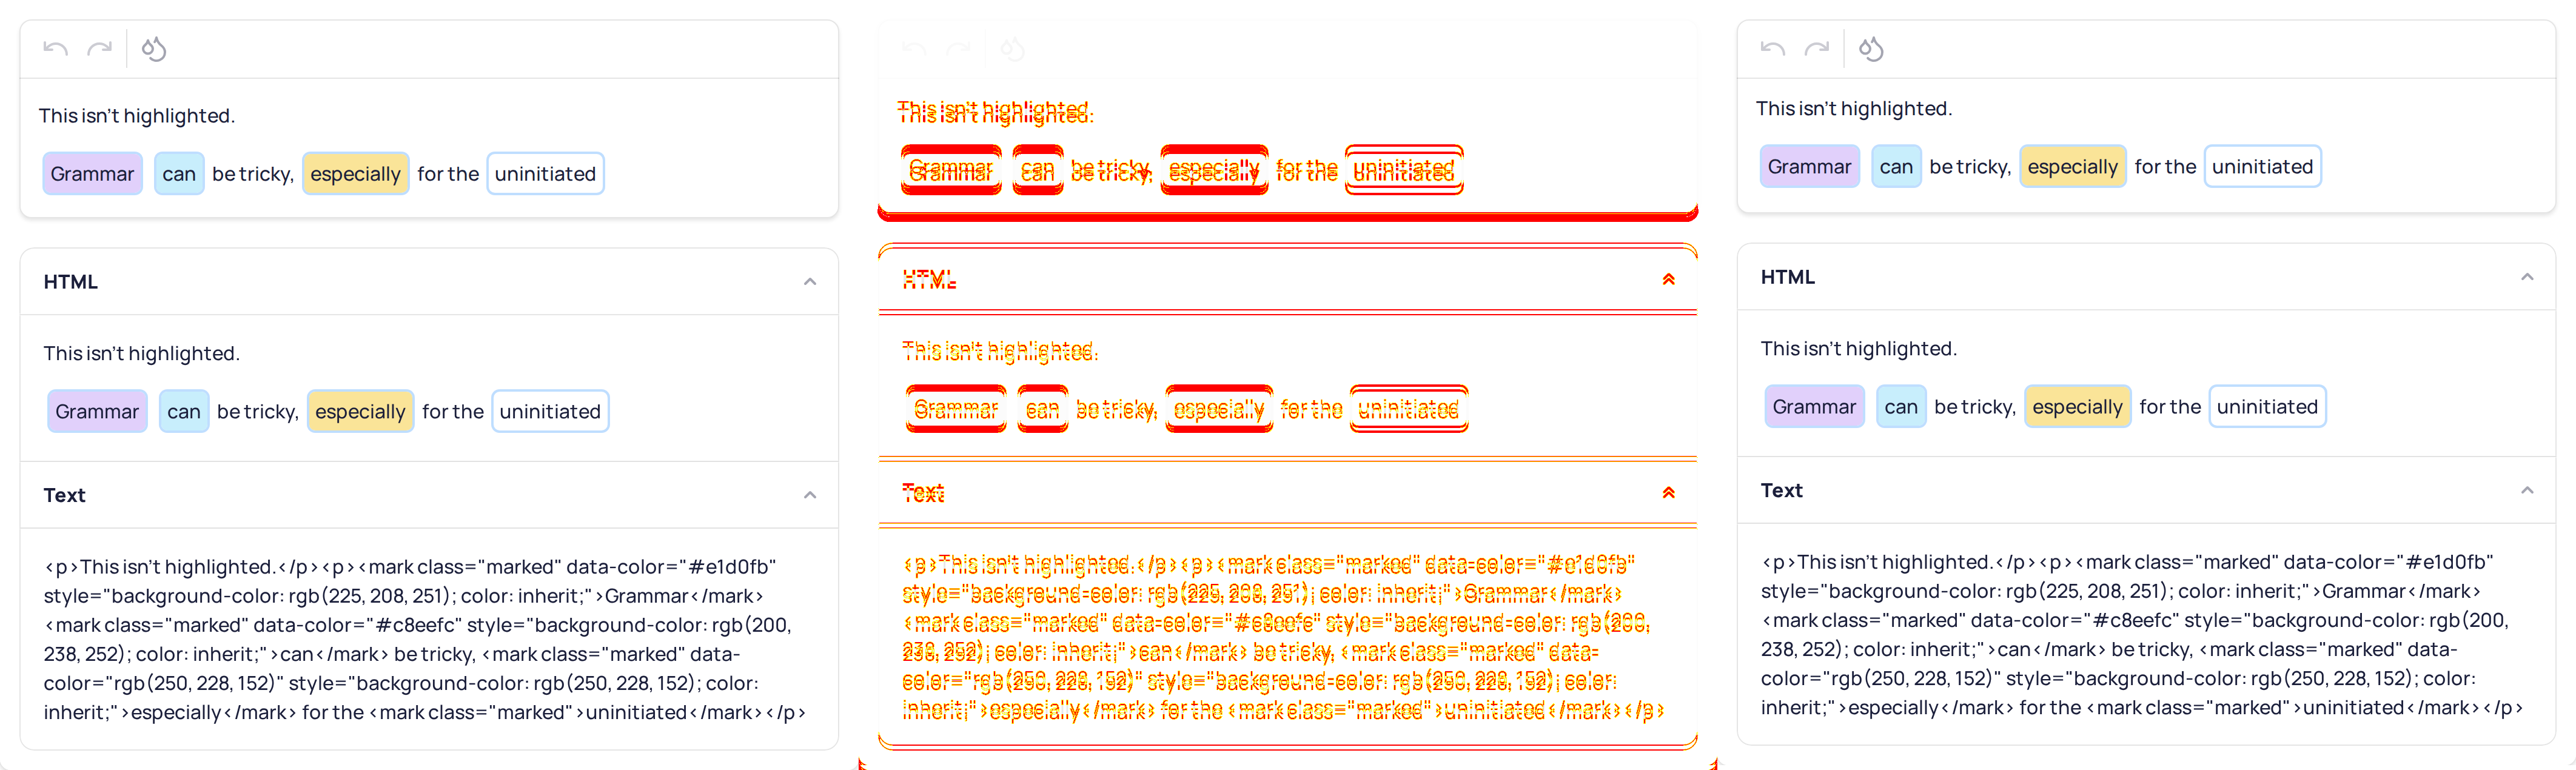 This isn't highlighted.
Grammar can be tricky, especially for the uninitiated
HTML
This isn't highlighted.
Grammar can be tricky, especially for the uninitiated
Text
<p>This isn't highlighted.</p><p><mark class="marked" data-color="#e1d0fb"
style="background-color: rgb(225, 208, 251); color: inherit;">Grammar</mark>
<mark class="marked" data-color="#c8eefc" style="background-color: rgb(200,
238, 252); color: inherit;">can</mark> be tricky, <mark class="marked" data-
color="rgb(250, 228, 152)" style="background-color: rgb(250, 228, 152); color:
inherit;">especially</mark> for the <mark class="marked">uninitiated</mark></p>
This isn't highlighted.
Grammar can be tricky, especially for the uninitiated
HTML
This isn't highlighted.
Grammar can be tricky, especially for the uninitiated
Text
<p>This isn't highlighted.</p><p><mark class="marked" data-color="#e1d0fb"
style="background-color: rgb(225, 208, 251); color: inherit;">Grammar</mark>
<mark class="marked" data-color="#c8eefc" style="background-color: rgb(200,
238, 252); color: inherit;">can</mark> be tricky, <mark class="marked" data-
color="rgb(250, 228, 152)" style="background-color: rgb(250, 228, 152); color:
inherit;">especially</mark> for the <mark class="marked">uninitiated</mark></p>
This isn't highlighted.
Grammar can be tricky, especially for the uninitiated
HTML
This isn't highlighted.
Grammar can be tricky, especially for the uninitiated
Text
<p>This isn't highlighted.</p><p><mark class="marked" data-color="#e1d0fb"
style="background-color: rgb(225, 208, 251); color: inherit;">Grammar</mark>
<mark class="marked" data-color="#c8eefc" style="background-color: rgb(200,
238, 252); color: inherit;">can</mark> be tricky, <mark class="marked" data-
color="rgb(250, 228, 152)" style="background-color: rgb(250, 228, 152); color:
inherit;">especially</mark> for the <mark class="marked">uninitiated</mark></p>